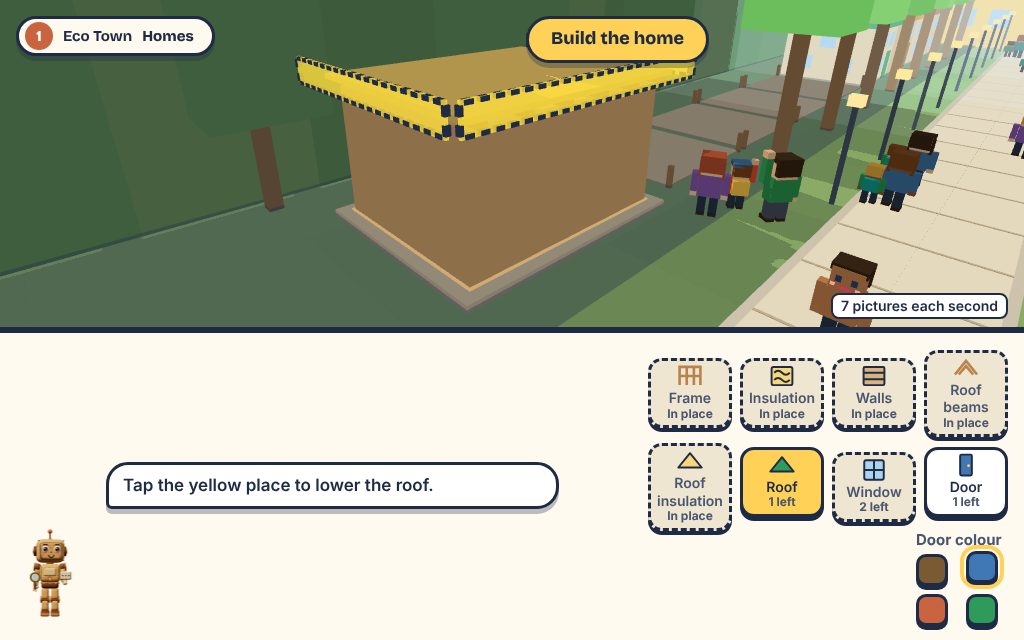 1 Eco Town Homes
Build the home
7 pictures each second
Tap the yellow place to lower the roof.
Frame
In place
Insulation
In place
Walls
In place
Roof
beams
In place
Roof
insulation
In place
Roof
1 left
Window
2 left
Door
1 left
Door colour